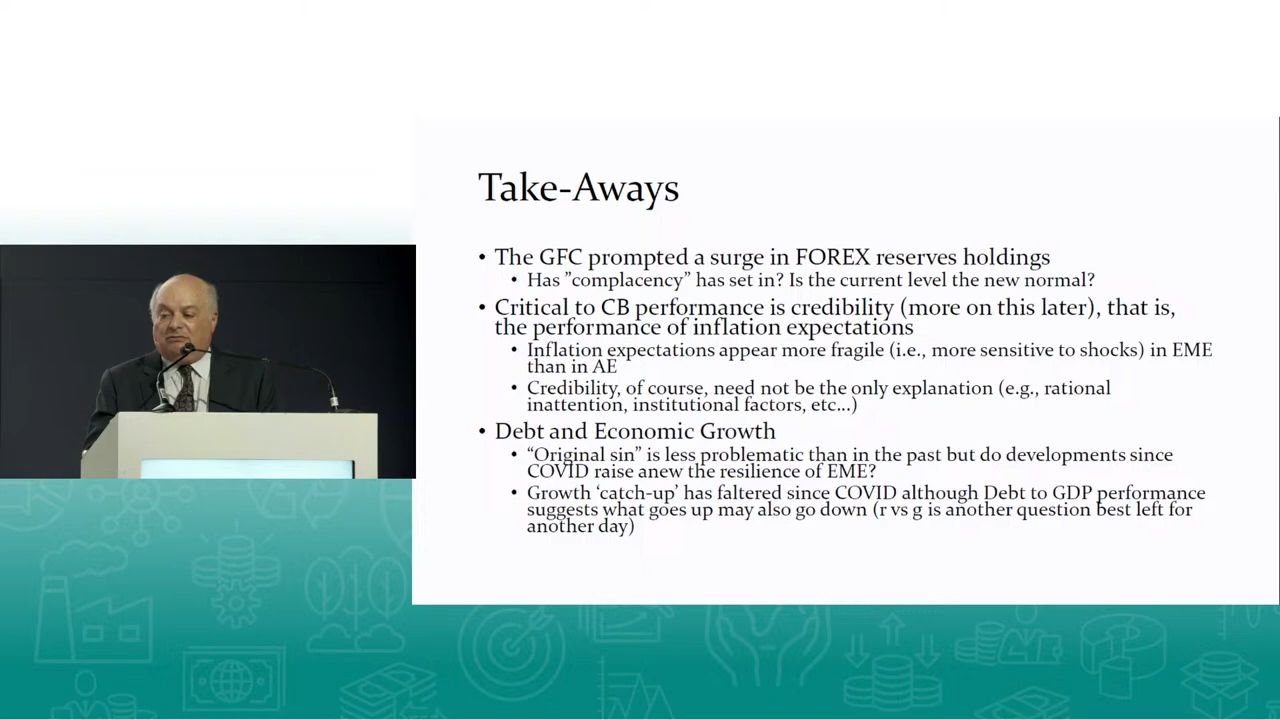 Take-Aways
• The GFC prompted a surge in FOREX reserves holdings
• Has ”complacency” has set in? Is the current level the new normal?
• Critical to CB performance is credibility (more on this later), that is,
the performance of inflation expectations
• Inflation expectations appear more fragile (i.e., more sensitive to shocks) in EME
than in AE
• Credibility, of course, need not be the only explanation (e.g., rational
inattention, institutional factors, etc...)
• Debt and Economic Growth
• “Original sin” is less problematic than in the past but do developments since
COVID raise anew the resilience of EME?
• Growth ‘catch-up’ has faltered since COVID although Debt to GDP performance
suggests what goes up may also go down (r vs g is another question best left for
another day)